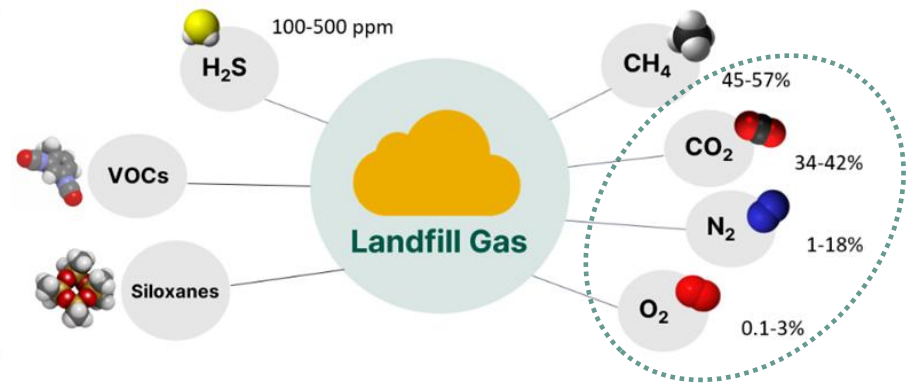 H₂S
100-500 ppm
VOCs
Siloxanes
Landfill Gas
CH₄
45-57%
CO₂
34-42%
N₂
1-18%
O₂
0.1-3%